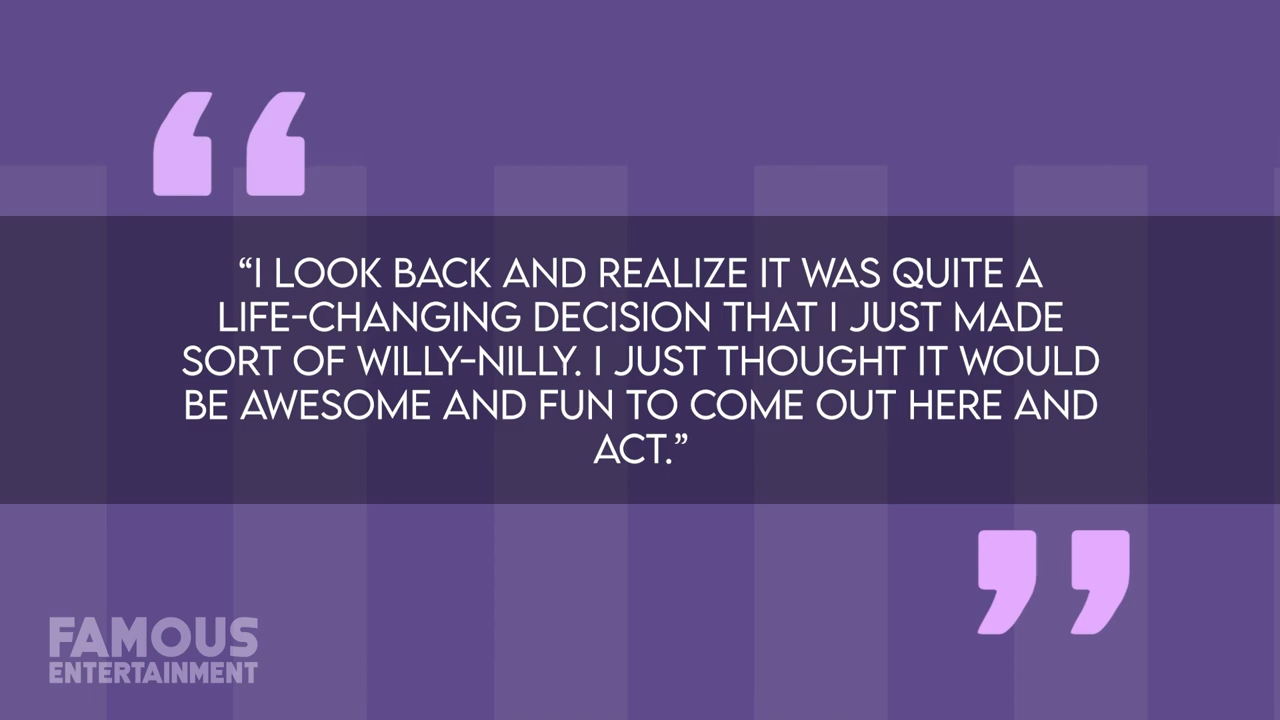 “I LOOK BACK AND REALIZE IT WAS QUITE A
LIFE-CHANGING DECISION THAT I JUST MADE
SORT OF WILLY-NILLY. I JUST THOUGHT IT WOULD
BE AWESOME AND FUN TO COME OUT HERE AND
ACT.”
FAMOUS
ENTERTAINMENT